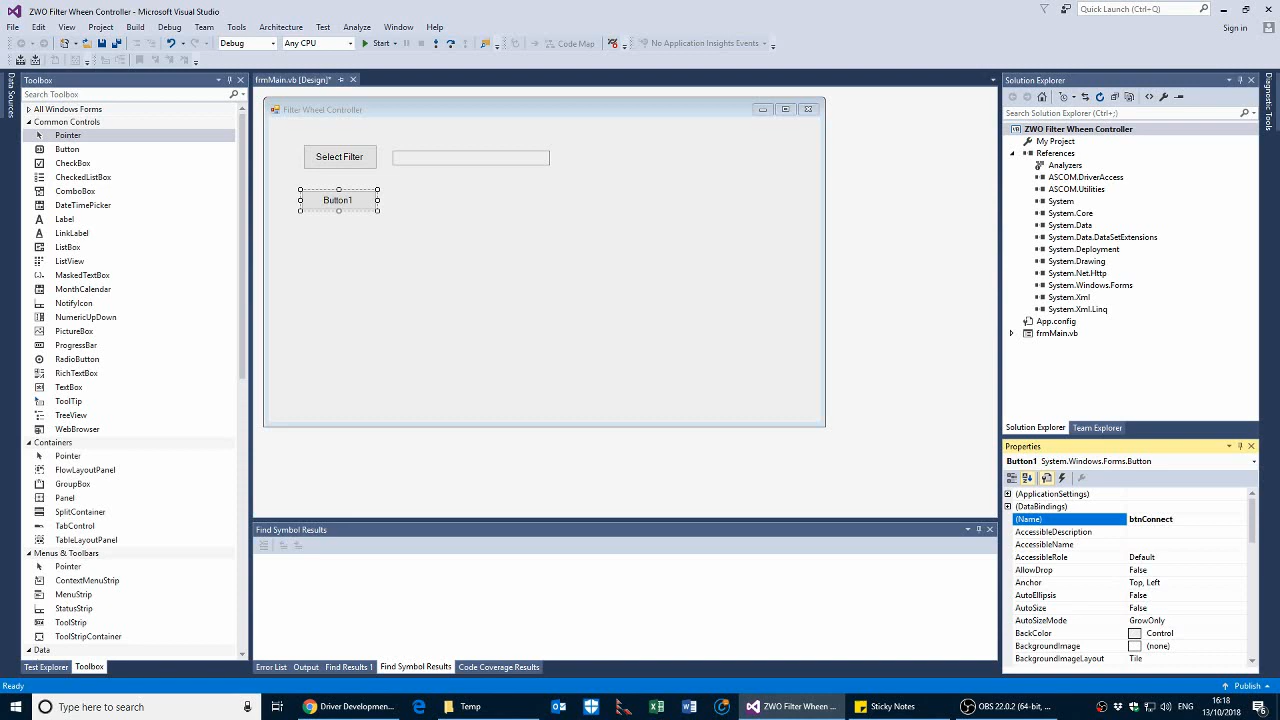 ZWO Filter Wheen Controller - Microsoft Visual Studio
Quick Launch (Ctrl+Q)
File Edit View Project Build Debug Team Tools Architecture Test Analyze Window Help
Sign in
Debug Any CPU Start Code Map No Application Insights Events
Data Sources
Toolbox
Search Toolbox
All Windows Forms
Common Controls
Pointer
Button
CheckBox
CheckedListBox
ComboBox
DateTimePicker
Label
LinkLabel
ListBox
ListView
MaskedTextBox
MonthCalendar
NotifyIcon
NumericUpDown
PictureBox
ProgressBar
RadioButton
RichTextBox
TextBox
ToolTip
TreeView
WebBrowser
Containers
Pointer
FlowLayoutPanel
GroupBox
Panel
SplitContainer
TabControl
TableLayoutPanel
Menus & Toolbars
Pointer
ContextMenuStrip
MenuStrip
StatusStrip
ToolStrip
ToolStripContainer
Data
Test Explorer Toolbox
frmMain.vb [Design]*
Filter Wheel Controller
Select Filter
Button1
Find Symbol Results
Error List Output Find Results 1 Find Symbol Results Code Coverage Results
Solution Explorer
Search Solution Explorer (Ctrl+;)
ZWO Filter Wheen Controller
My Project
References
Analyzers
ASCOM.DriverAccess
ASCOM.Utilities
System
System.Core
System.Data
System.Data.DataSetExtensions
System.Deployment
System.Drawing
System.Net.Http
System.Windows.Forms
System.Xml
System.Xml.Linq
App.config
frmMain.vb
Solution Explorer Team Explorer
Properties
Button1 System.Windows.Forms.Button
(ApplicationSettings)
(DataBindings)
(Name) btnConnect
AccessibleDescription
AccessibleName
AccessibleRole Default
AllowDrop False
Anchor Top, Left
AutoEllipsis False
AutoSize False
AutoSizeMode GrowOnly
BackColor Control
BackgroundImage (none)
BackgroundImageLayout Tile
Diagnostic Tools
Ready
Publish
Type here to search
Driver Developmen...
Temp
ZWO Filter Wheen ...
Sticky Notes
OBS 22.0.2 (64-bit, ...
ENG
16:18
13/10/2018